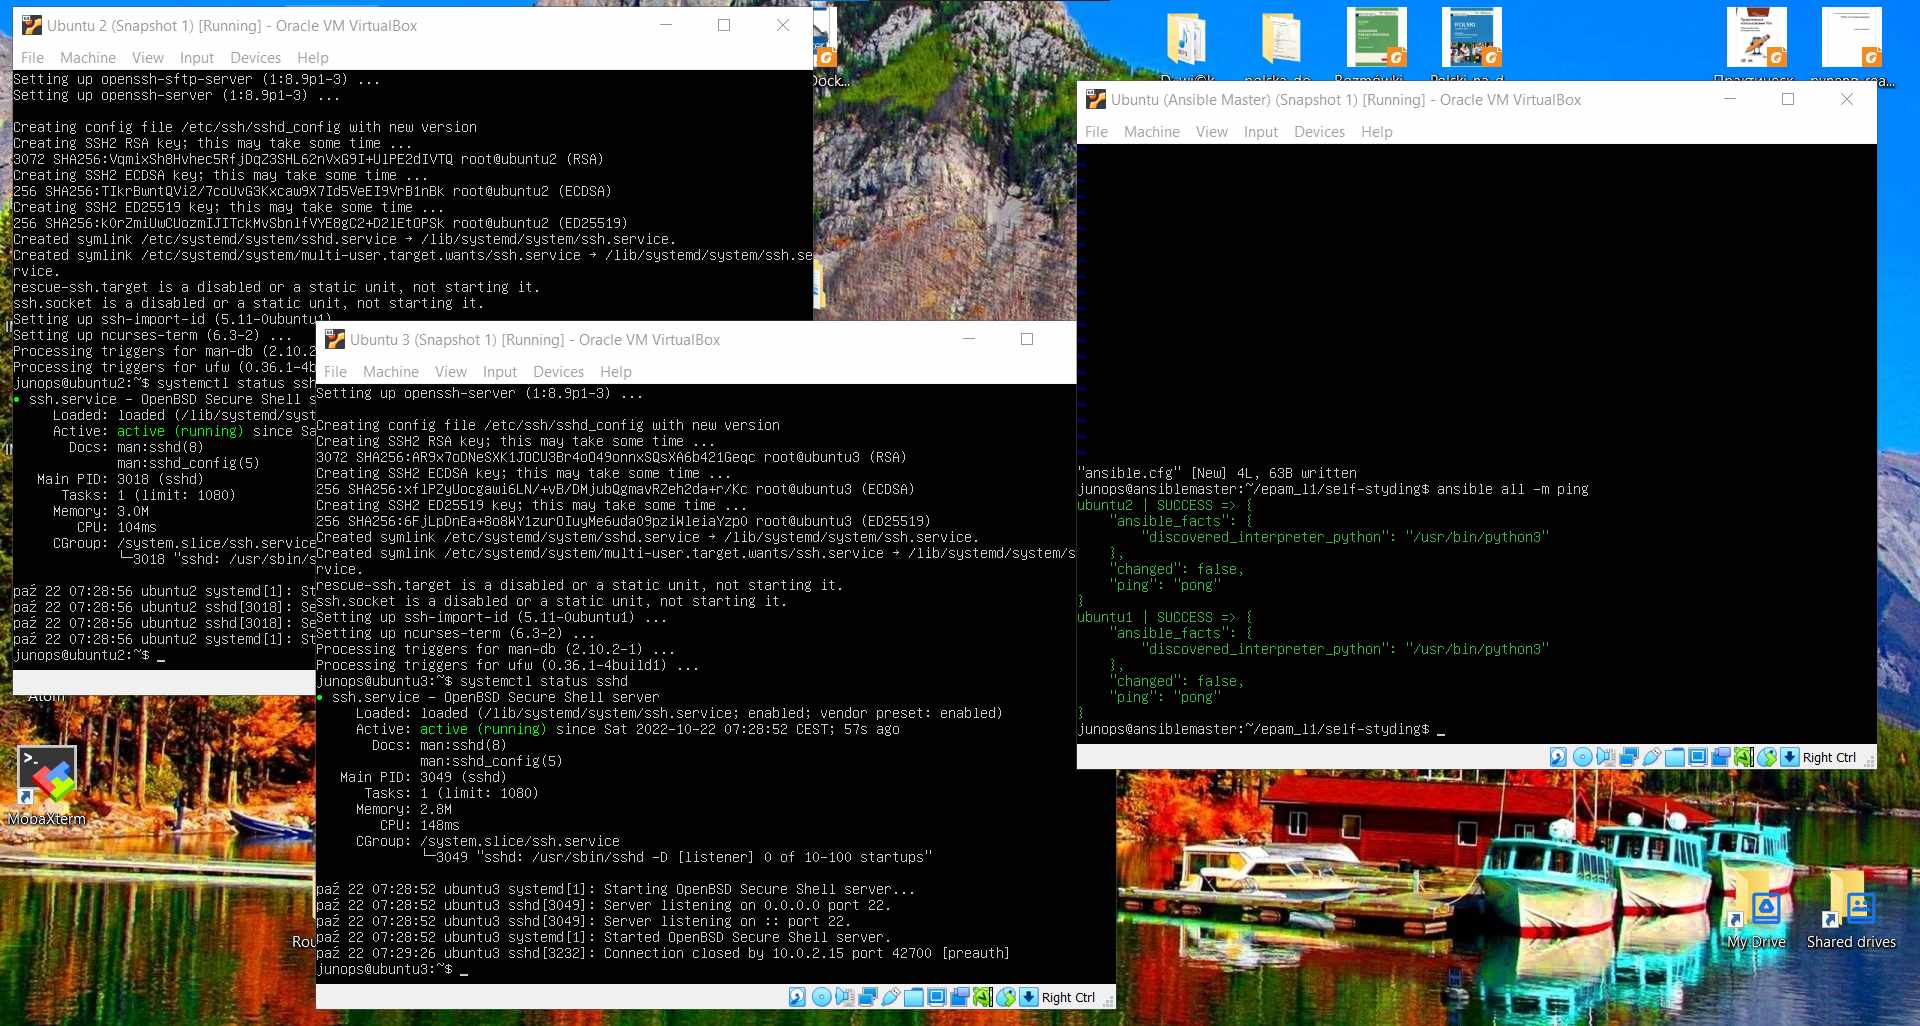 Ubuntu 2 (Snapshot 1) [Running] - Oracle VM VirtualBox
File Machine View Input Devices Help
Setting up openssh-sftp-server (1:8.9p1-3) ...
Setting up openssh-server (1:8.9p1-3) ...
Creating config file /etc/ssh/sshd_config with new version
Creating SSH2 RSA key; this may take some time ...
3072 SHA256:VqmixSh8Hvhec5RfjDqZ3SHL62nVxG9I+UlPE2dIVTQ root@ubuntu2 (RSA)
Creating SSH2 ECDSA key; this may take some time ...
256 SHA256:TIkrBwntQVi2/7coUvG3Kxcaw9X7Id5VeEI9VrB1nBk root@ubuntu2 (ECDSA)
Creating SSH2 ED25519 key; this may take some time ...
256 SHA256:kOrZmiUwCUozmIJITckMvSbnlfVYE8gC2+D2lEtOPSk root@ubuntu2 (ED25519)
Created symlink /etc/systemd/system/sshd.service → /lib/systemd/system/ssh.service.
Created symlink /etc/systemd/system/multi-user.target.wants/ssh.service → /lib/systemd/system/ssh.se
rvice.
rescue-ssh.target is a disabled or a static unit, not starting it.
ssh.socket is a disabled or a static unit, not starting it.
Setting up ssh-import-id (5.11-0ubuntu1)
Setting up ncurses-term (6.3-2) ...
Processing triggers for man-db (2.10.2
Processing triggers for ufw (0.36.1-4b
junops@ubuntu2:~$ systemctl status ssh
● ssh.service - OpenBSD Secure Shell s
Loaded: loaded (/lib/systemd/syst
Active: active (running) since Sa
Docs: man:sshd(8)
man:sshd_config(5)
Main PID: 3018 (sshd)
Tasks: 1 (limit: 1080)
Memory: 3.0M
CPU: 104ms
CGroup: /system.slice/ssh.service
└─3018 "sshd: /usr/sbin/s
paź 22 07:28:56 ubuntu2 systemd[1]: St
paź 22 07:28:56 ubuntu2 sshd[3018]: Se
paź 22 07:28:56 ubuntu2 sshd[3018]: Se
paź 22 07:28:56 ubuntu2 systemd[1]: St
junops@ubuntu2:~$ _
Ubuntu 3 (Snapshot 1) [Running] - Oracle VM VirtualBox
File Machine View Input Devices Help
Setting up openssh-server (1:8.9p1-3) ...
Creating config file /etc/ssh/sshd_config with new version
Creating SSH2 RSA key; this may take some time ...
3072 SHA256:AR9x7oDNeSXK1JOCU3Br4oO49onnxSQsXA6b421Geqc root@ubuntu3 (RSA)
Creating SSH2 ECDSA key; this may take some time ...
256 SHA256:xflPZyUocgawi6LN/+vB/DMjubQgmavRZeh2da+r/Kc root@ubuntu3 (ECDSA)
Creating SSH2 ED25519 key; this may take some time ...
256 SHA256:6FjLpDnEa+8o8WY1zurOIuyMe6udaO9pziWleiaYzp0 root@ubuntu3 (ED25519)
Created symlink /etc/systemd/system/sshd.service → /lib/systemd/system/ssh.service.
Created symlink /etc/systemd/system/multi-user.target.wants/ssh.service → /lib/systemd/system/s
rvice.
rescue-ssh.target is a disabled or a static unit, not starting it.
ssh.socket is a disabled or a static unit, not starting it.
Setting up ssh-import-id (5.11-0ubuntu1) ...
Setting up ncurses-term (6.3-2) ...
Processing triggers for man-db (2.10.2-1) ...
Processing triggers for ufw (0.36.1-4build1) ...
junops@ubuntu3:~$ systemctl status sshd
● ssh.service - OpenBSD Secure Shell server
Loaded: loaded (/lib/systemd/system/ssh.service; enabled; vendor preset: enabled)
Active: active (running) since Sat 2022-10-22 07:28:52 CEST; 57s ago
Docs: man:sshd(8)
man:sshd_config(5)
Main PID: 3049 (sshd)
Tasks: 1 (limit: 1080)
Memory: 2.8M
CPU: 148ms
CGroup: /system.slice/ssh.service
└─3049 "sshd: /usr/sbin/sshd -D [listener] 0 of 10-100 startups"
paź 22 07:28:52 ubuntu3 systemd[1]: Starting OpenBSD Secure Shell server...
paź 22 07:28:52 ubuntu3 sshd[3049]: Server listening on 0.0.0.0 port 22.
paź 22 07:28:52 ubuntu3 sshd[3049]: Server listening on :: port 22.
paź 22 07:28:52 ubuntu3 systemd[1]: Started OpenBSD Secure Shell server.
paź 22 07:29:26 ubuntu3 sshd[3232]: Connection closed by 10.0.2.15 port 42700 [preauth]
junops@ubuntu3:~$ _
Right Ctrl
Ubuntu (Ansible Master) (Snapshot 1) [Running] - Oracle VM VirtualBox
File Machine View Input Devices Help
"ansible.cfg" [New] 4L, 63B written
junops@ansiblemaster:~/epam_l1/self-styding$ ansible all -m ping
ubuntu2 | SUCCESS => {
"ansible_facts": {
"discovered_interpreter_python": "/usr/bin/python3"
},
"changed": false,
"ping": "pong"
}
ubuntu1 | SUCCESS => {
"ansible_facts": {
"discovered_interpreter_python": "/usr/bin/python3"
},
"changed": false,
"ping": "pong"
}
junops@ansiblemaster:~/epam_l1/self-styding$ _
Right Ctrl
Dock...
POLSKI
Atom
MobaXterm
Rou
My Drive
Shared drives